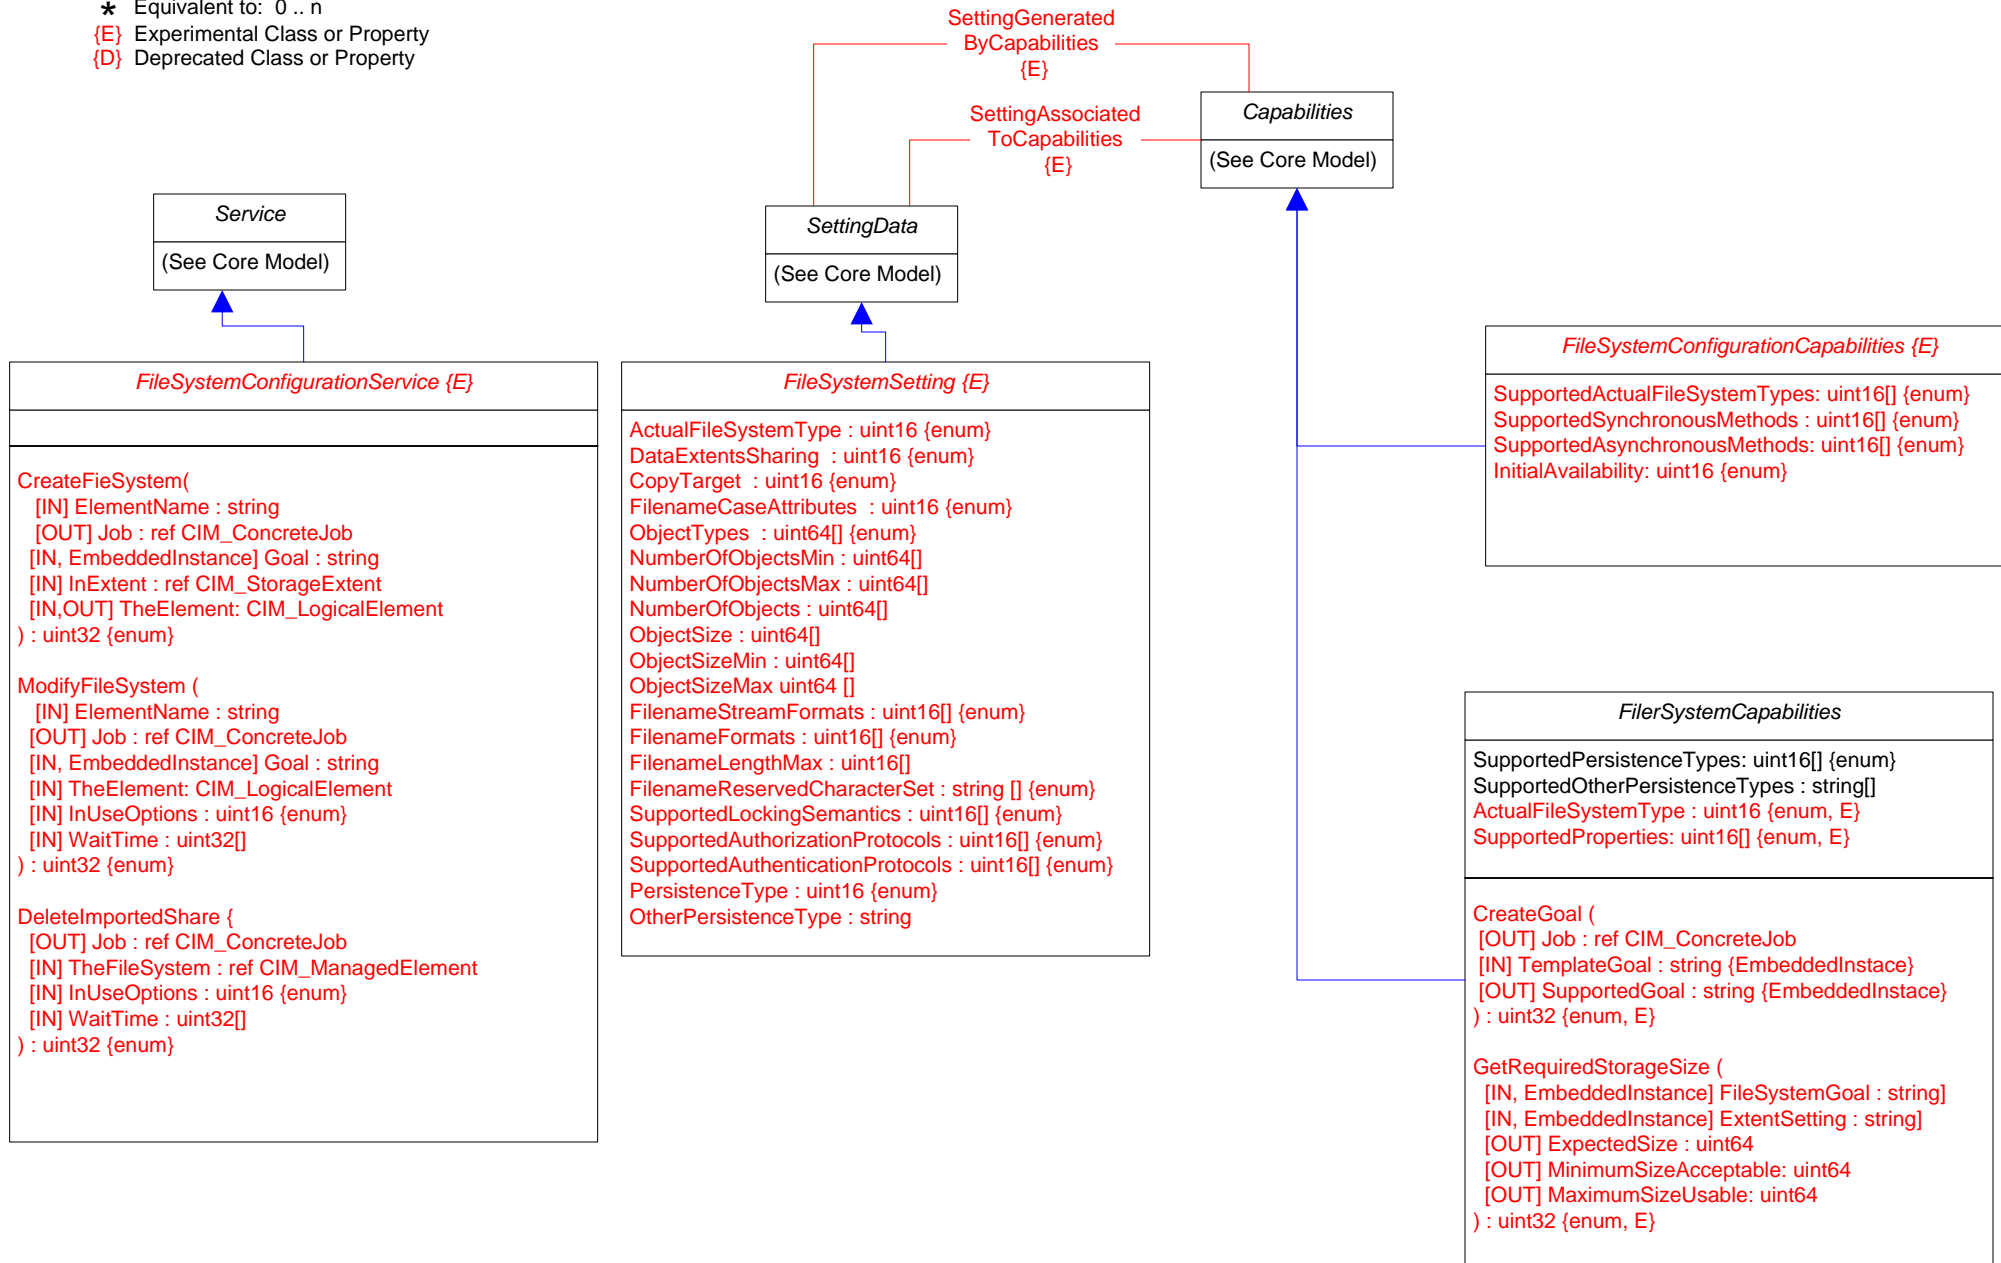 * Equivalent to: 0 .. n
{E} Experimental Class or Property
{D} Deprecated Class or Property
SettingGenerated
ByCapabilities
{E}
SettingAssociated
ToCapabilities
{E}
Capabilities
(See Core Model)
Service
(See Core Model)
SettingData
(See Core Model)
FileSystemConfigurationService {E}
CreateFieSystem(
[IN] ElementName : string
[OUT] Job : ref CIM_ConcreteJob
[IN, EmbeddedInstance] Goal : string
[IN] InExtent : ref CIM_StorageExtent
[IN,OUT] TheElement: CIM_LogicalElement
) : uint32 {enum}
ModifyFileSystem (
[IN] ElementName : string
[OUT] Job : ref CIM_ConcreteJob
[IN, EmbeddedInstance] Goal : string
[IN] TheElement: CIM_LogicalElement
[IN] InUseOptions : uint16 {enum}
[IN] WaitTime : uint32[]
) : uint32 {enum}
DeleteImportedShare {
[OUT] Job : ref CIM_ConcreteJob
[IN] TheFileSystem : ref CIM_ManagedElement
[IN] InUseOptions : uint16 {enum}
[IN] WaitTime : uint32[]
) : uint32 {enum}
FileSystemSetting {E}
ActualFileSystemType : uint16 {enum}
DataExtentsSharing  : uint16 {enum}
CopyTarget  : uint16 {enum}
FilenameCaseAttributes  : uint16 {enum}
ObjectTypes  : uint64[] {enum}
NumberOfObjectsMin : uint64[]
NumberOfObjectsMax : uint64[]
NumberOfObjects : uint64[]
ObjectSize : uint64[]
ObjectSizeMin : uint64[]
ObjectSizeMax uint64 []
FilenameStreamFormats : uint16[] {enum}
FilenameFormats : uint16[] {enum}
FilenameLengthMax : uint16[]
FilenameReservedCharacterSet : string [] {enum}
SupportedLockingSemantics : uint16[] {enum}
SupportedAuthorizationProtocols : uint16[] {enum}
SupportedAuthenticationProtocols : uint16[] {enum}
PersistenceType : uint16 {enum}
OtherPersistenceType : string
FileSystemConfigurationCapabilities {E}
SupportedActualFileSystemTypes: uint16[] {enum}
SupportedSynchronousMethods : uint16[] {enum}
SupportedAsynchronousMethods: uint16[] {enum}
InitialAvailability: uint16 {enum}
FilerSystemCapabilities
SupportedPersistenceTypes: uint16[] {enum}
SupportedOtherPersistenceTypes : string[]
ActualFileSystemType : uint16 {enum, E}
SupportedProperties: uint16[] {enum, E}
CreateGoal (
[OUT] Job : ref CIM_ConcreteJob
[IN] TemplateGoal : string {EmbeddedInstace}
[OUT] SupportedGoal : string {EmbeddedInstace}
) : uint32 {enum, E}
GetRequiredStorageSize (
[IN, EmbeddedInstance] FileSystemGoal : string]
[IN, EmbeddedInstance] ExtentSetting : string]
[OUT] ExpectedSize : uint64
[OUT] MinimumSizeAcceptable: uint64
[OUT] MaximumSizeUsable: uint64
) : uint32 {enum, E}